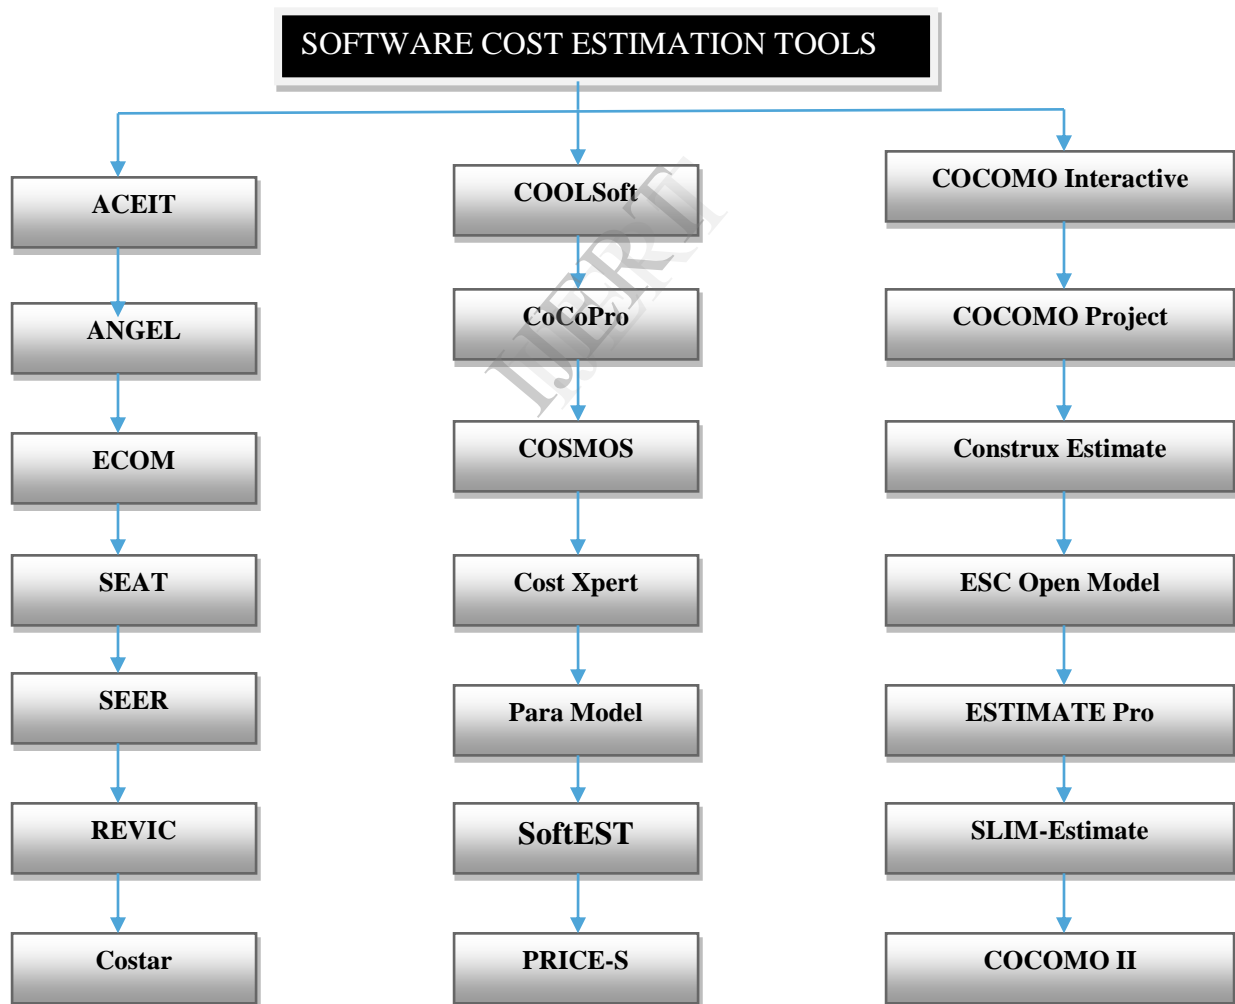 SOFTWARE COST ESTIMATION TOOLS
ACEIT
COOLSoft
COCOMO Interactive
ANGEL
CoCoPro
COCOMO Project
ECOM
COSMOS
Construx Estimate
SEAT
Cost Xpert
ESC Open Model
SEER
Para Model
ESTIMATE Pro
REVIC
SoftEST
SLIM-Estimate
Costar
PRICE-S
COCOMO II
IJERT